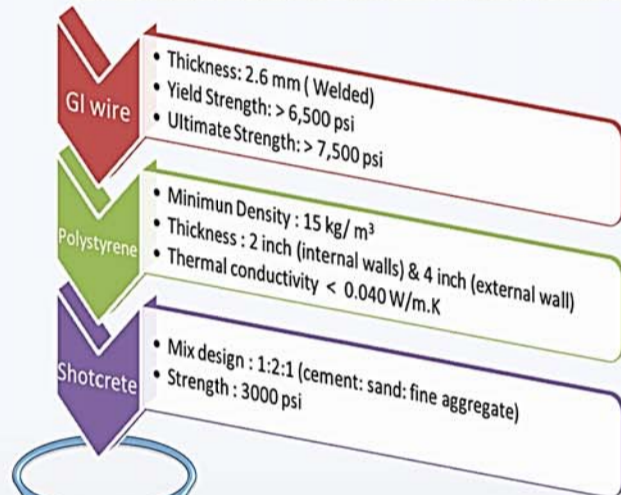 GI wire
• Thickness: 2.6 mm ( Welded)
• Yield Strength: > 6,500 psi
• Ultimate Strength: > 7,500 psi
Polystyrene
• Minimun Density : 15 kg/ m³
• Thickness : 2 inch (internal walls) & 4 inch (external wall)
• Thermal conductivity < 0.040 W/m.K
Shotcrete
• Mix design : 1:2:1 (cement: sand: fine aggregate)
• Strength : 3000 psi